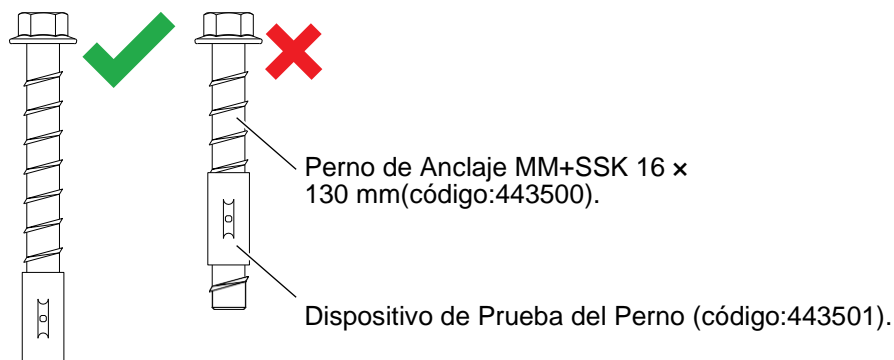 Perno de Anclaje MM+SSK 16 ×
130 mm(código:443500).
Dispositivo de Prueba del Perno (código:443501).